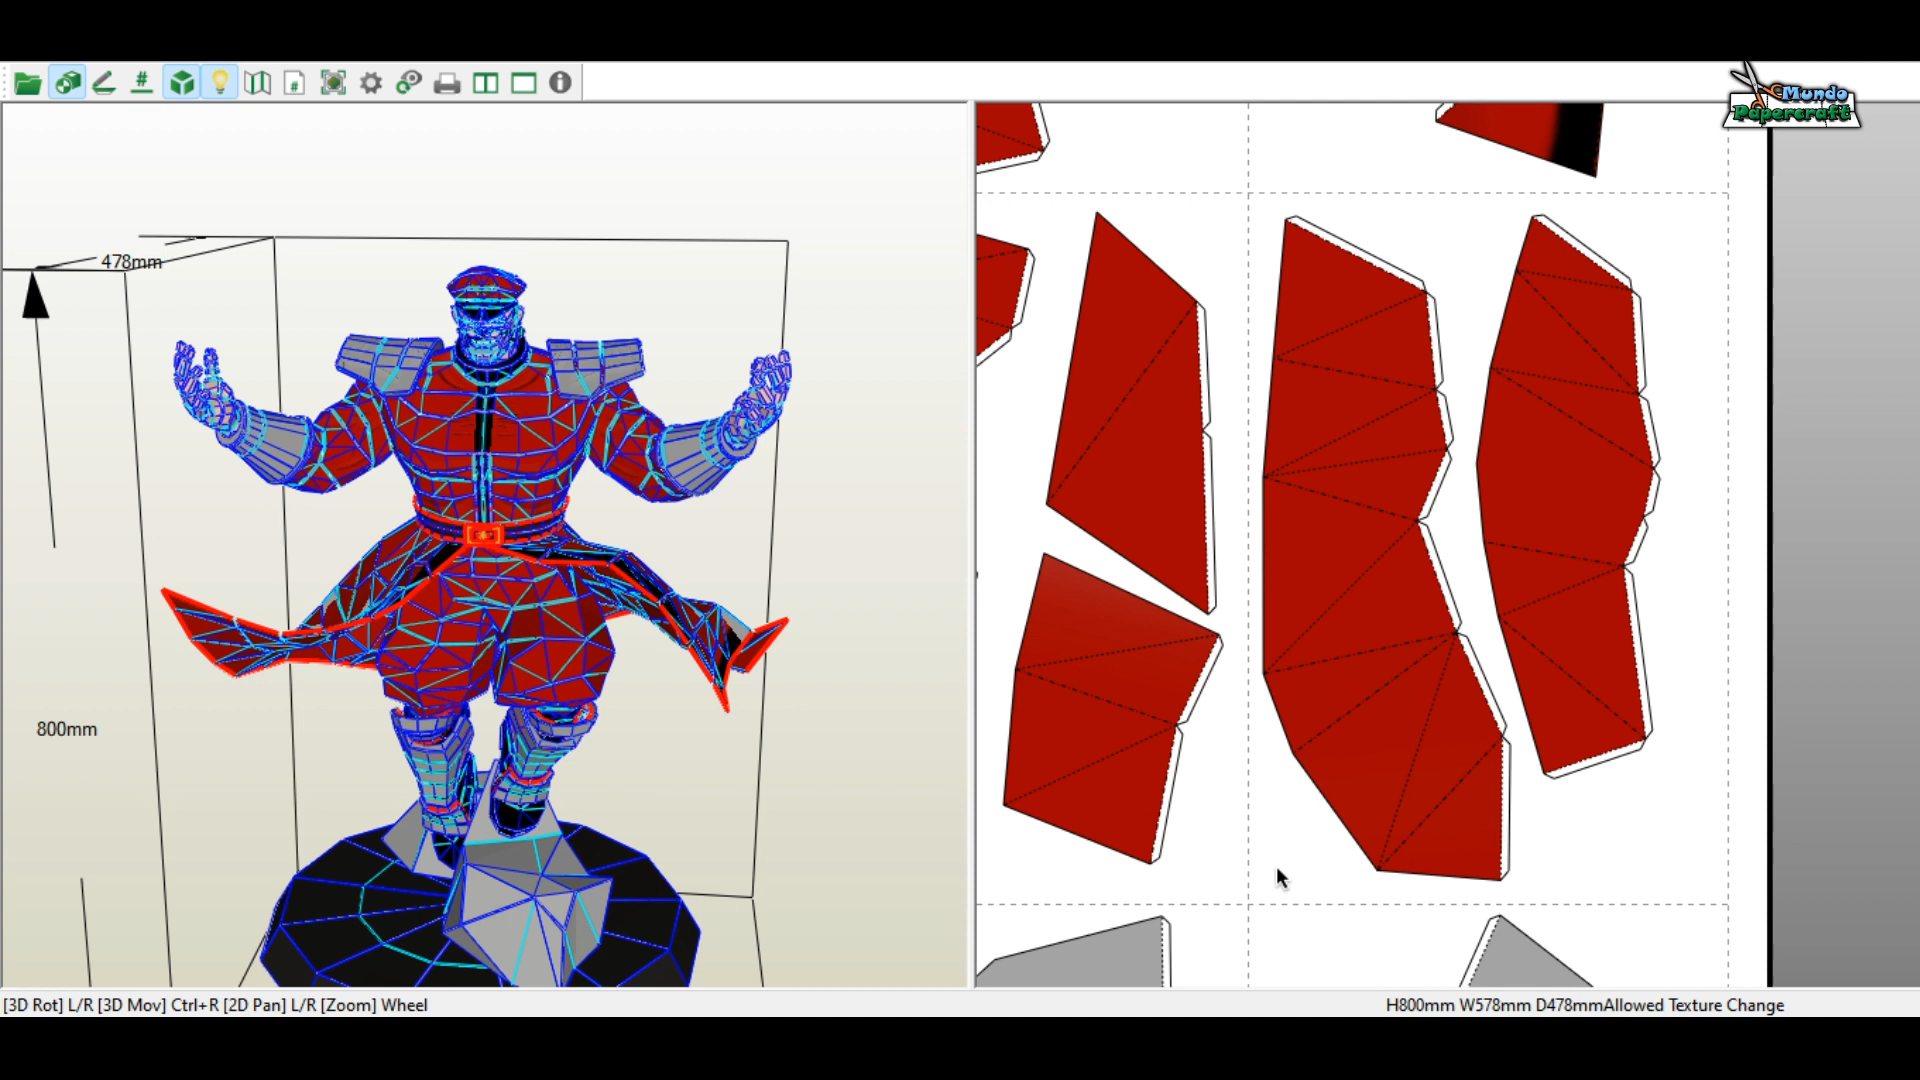 #
#
Mundo
Papercraft
478mm
800mm
[3D Rot] L/R [3D Mov] Ctrl+R [2D Pan] L/R [Zoom] Wheel
H800mm W578mm D478mmAllowed Texture Change